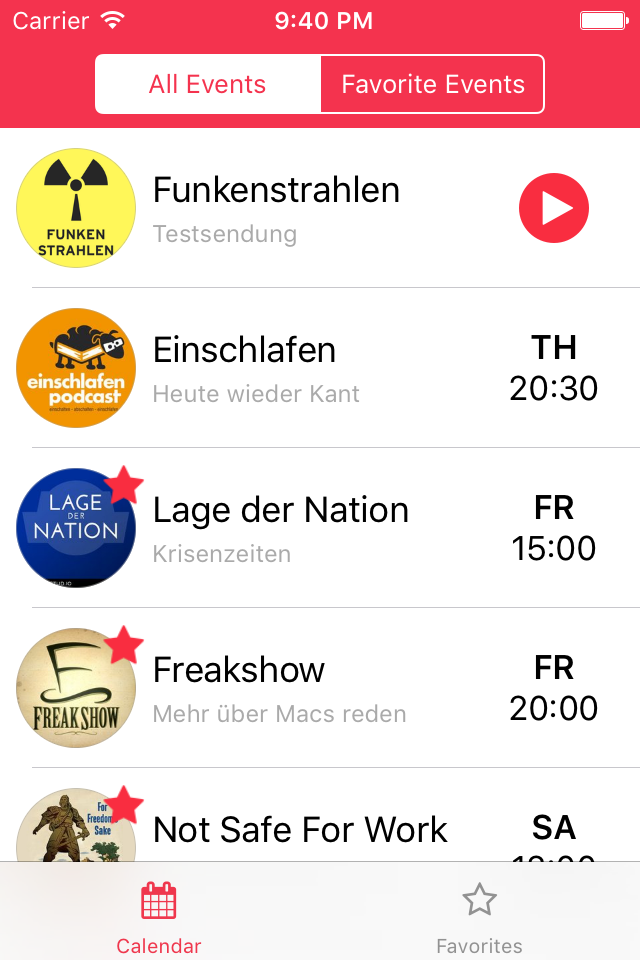 Carrier
9:40 PM
All Events
Favorite Events
FUNKEN
STRAHLEN
Funkenstrahlen
Testsendung
einschlafen
podcast
Einschlafen
Heute wieder Kant
TH
20:30
LAGE
DER
NATION
Lage der Nation
Krisenzeiten
FR
15:00
FREAKSHOW
Freakshow
Mehr über Macs reden
FR
20:00
For
Freedom
Sake
Not Safe For Work
SA
Calendar
Favorites